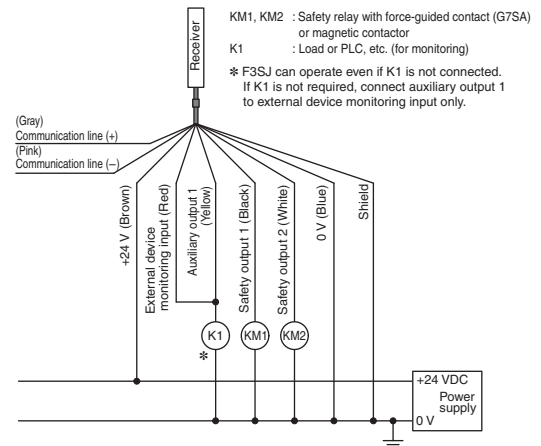 Receiver
KM1, KM2 : Safety relay with force-guided contact (G7SA)
or magnetic contactor
K1 : Load or PLC, etc. (for monitoring)
* F3SJ can operate even if K1 is not connected.
If K1 is not required, connect auxiliary output 1
to external device monitoring input only.
(Gray)
Communication line (+)
(Pink)
Communication line (–)
+24 V (Brown)
External device
monitoring input (Red)
Auxiliary output 1
(Yellow)
Safety output 1 (Black)
Safety output 2 (White)
0 V (Blue)
Shield
K1
KM1
KM2
*
+24 VDC
Power
supply
0 V